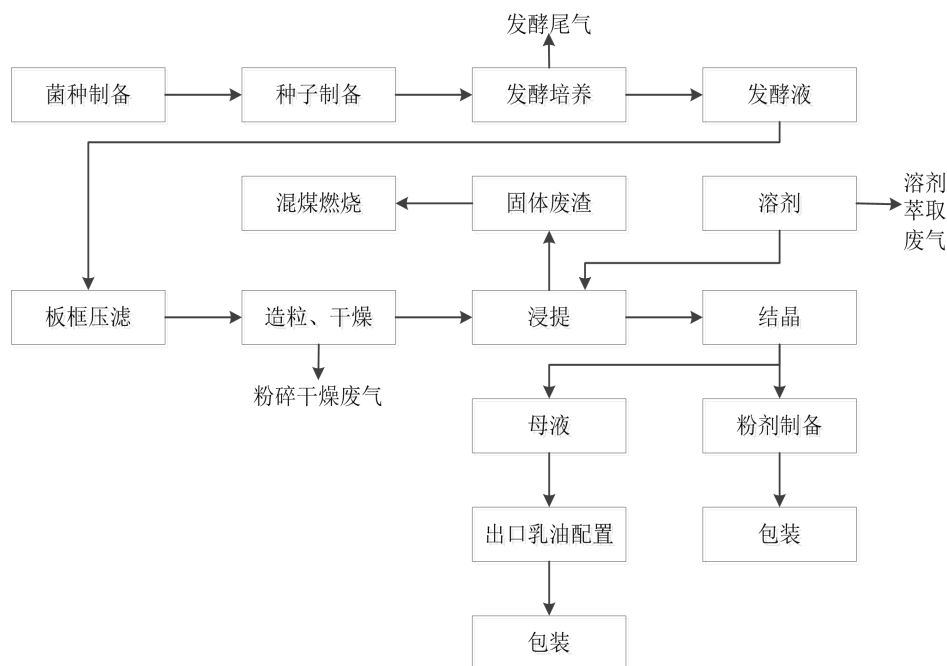 发酵尾气
菌种制备
种子制备
发酵培养
发酵液
混煤燃烧
固体废渣
溶剂
溶剂
萃取
废气
板框压滤
造粒、干燥
浸提
结晶
粉碎干燥废气
母液
粉剂制备
出口乳油配置
包装
包装